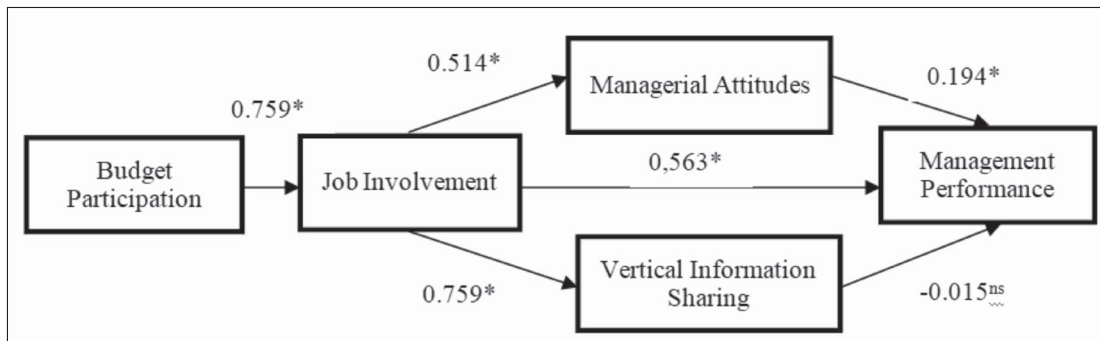 0.514*
Managerial Attitudes
0.194*
0.759*
Budget
Participation
Job Involvement
0,563*
Management
Performance
Vertical Information
Sharing
0.759*
-0.015ns